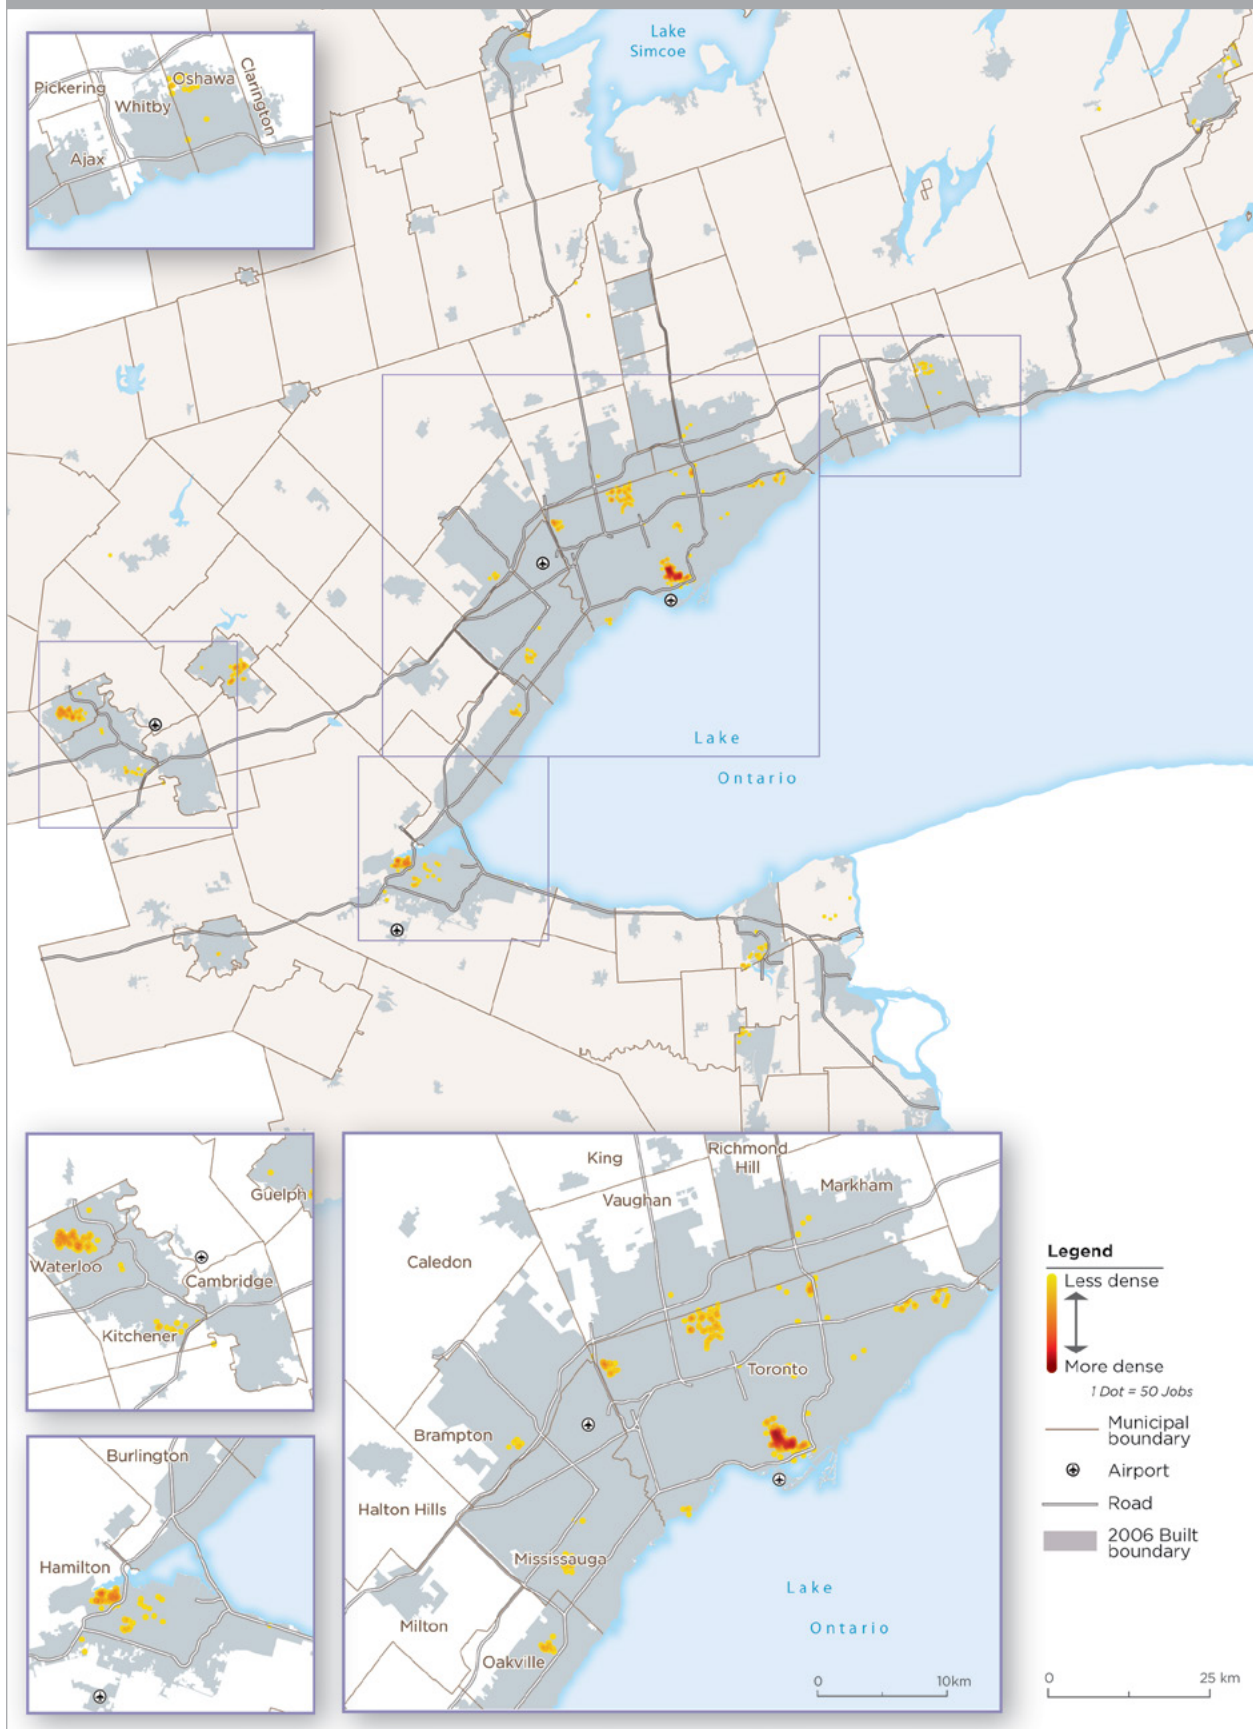 Lake
Simcoe
Pickering
Whitby
Oshawa
Clarington
Ajax
Lake
Ontario
Guelph
Waterloo
Cambridge
Kitchener
Burlington
Hamilton
King
Richmond
Hill
Vaughan
Markham
Caledon
Toronto
Brampton
Halton Hills
Mississauga
Milton
Oakville
Lake
Ontario
0 10km
Legend
Less dense
More dense
1 Dot = 50 Jobs
Municipal
boundary
Airport
Road
2006 Built
boundary
0 25 km